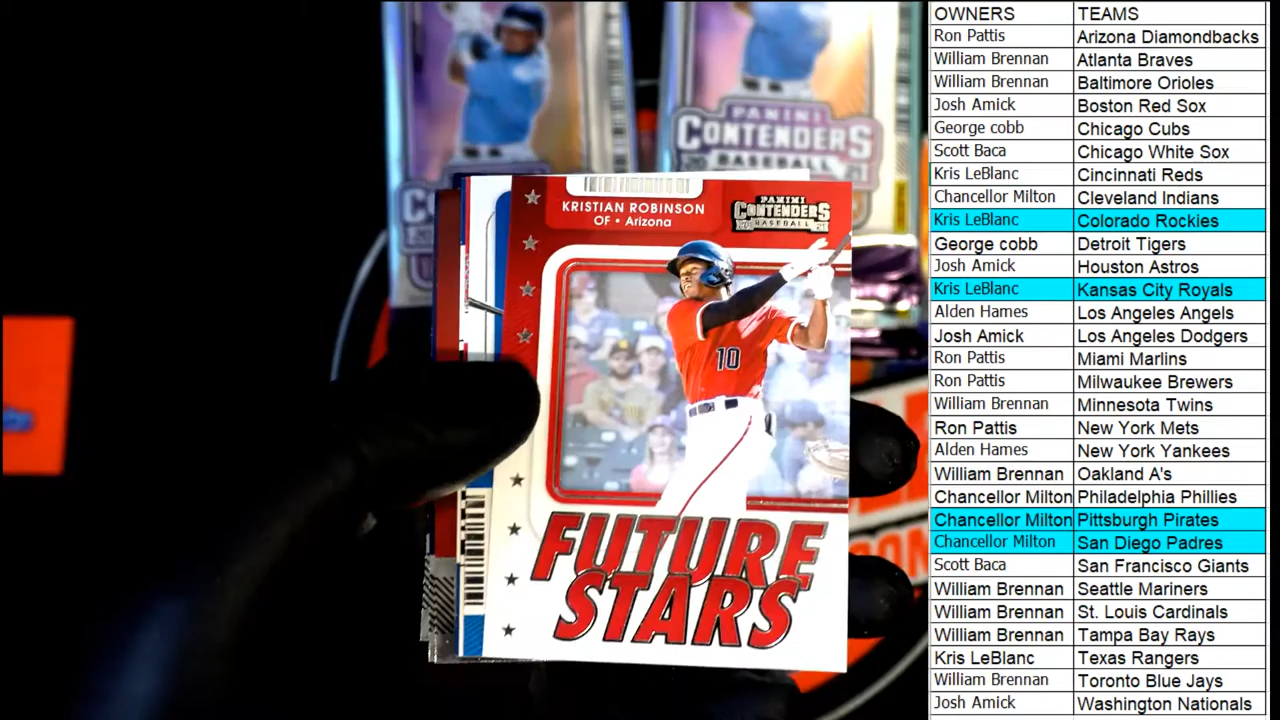 PANINI
CONTENDERS
BASEBALL
KRISTIAN ROBINSON
OF • Arizona
PANINI
CONTENDERS
BASEBALL
10
FUTURE
STARS
OWNERS TEAMS
Ron Pattis Arizona Diamondbacks
William Brennan Atlanta Braves
William Brennan Baltimore Orioles
Josh Amick Boston Red Sox
George cobb Chicago Cubs
Scott Baca Chicago White Sox
Kris LeBlanc Cincinnati Reds
Chancellor Milton Cleveland Indians
Kris LeBlanc Colorado Rockies
George cobb Detroit Tigers
Josh Amick Houston Astros
Kris LeBlanc Kansas City Royals
Alden Hames Los Angeles Angels
Josh Amick Los Angeles Dodgers
Ron Pattis Miami Marlins
Ron Pattis Milwaukee Brewers
William Brennan Minnesota Twins
Ron Pattis New York Mets
Alden Hames New York Yankees
William Brennan Oakland A's
Chancellor Milton Philadelphia Phillies
Chancellor Milton Pittsburgh Pirates
Chancellor Milton San Diego Padres
Scott Baca San Francisco Giants
William Brennan Seattle Mariners
William Brennan St. Louis Cardinals
William Brennan Tampa Bay Rays
Kris LeBlanc Texas Rangers
William Brennan Toronto Blue Jays
Josh Amick Washington Nationals